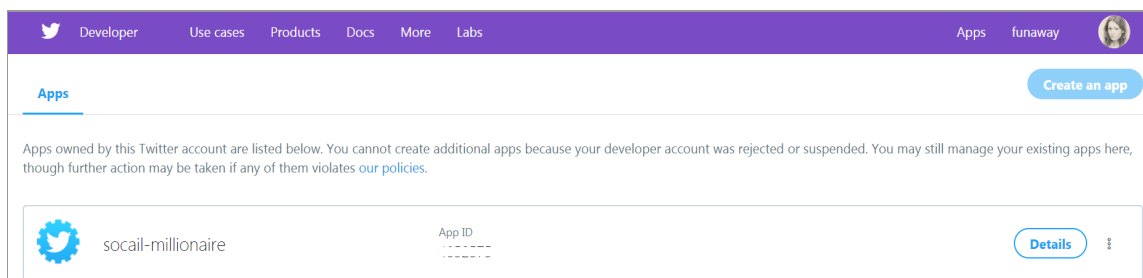 Developer Use cases Products Docs More Labs Apps funaway
Apps Create an app
Apps owned by this Twitter account are listed below. You cannot create additional apps because your developer account was rejected or suspended. You may still manage your existing apps here,
though further action may be taken if any of them violates our policies.
App ID
socail-millionaire Details